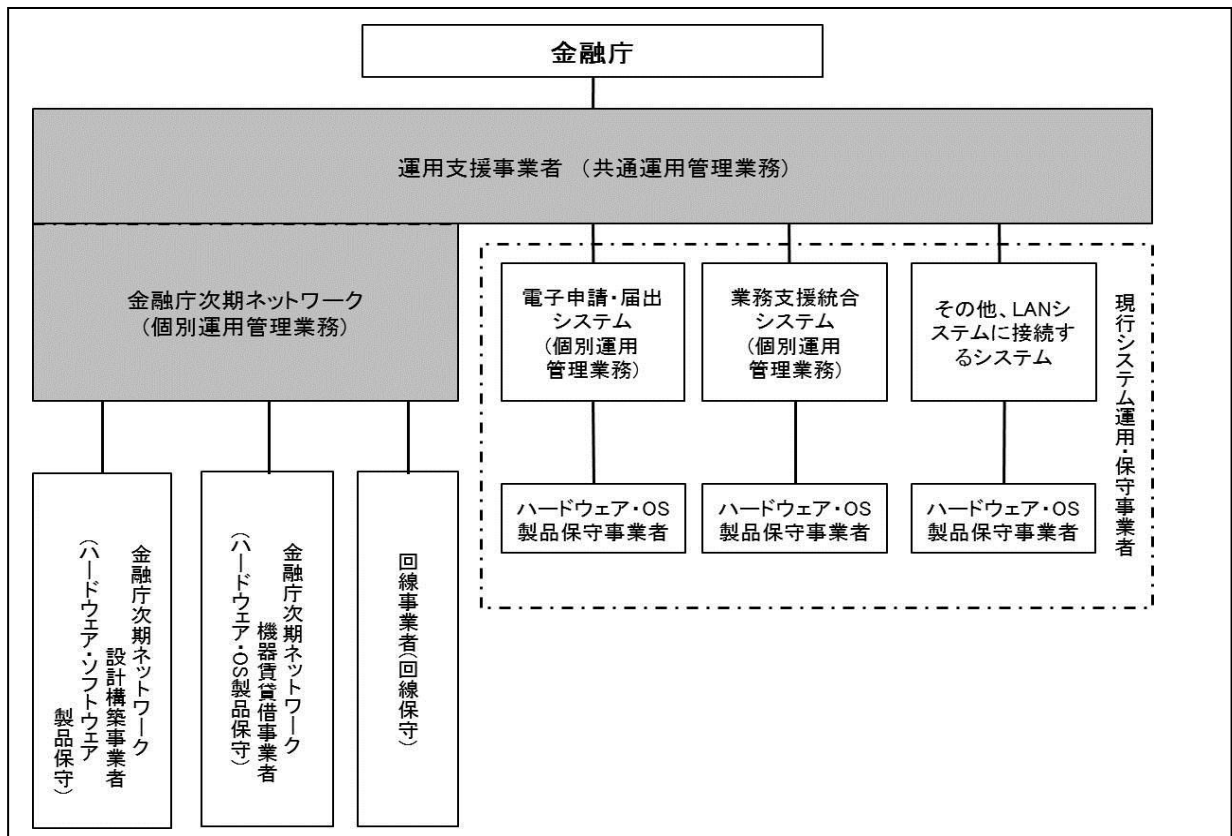 金融庁
運用支援事業者 (共通運用管理業務)
金融庁次期ネットワーク
(個別運用管理業務)
電子申請・届出
システム
(個別運用
管理業務)
業務支援統合
システム
(個別運用
管理業務)
その他、LANシ
ステムに接続す
るシステム
現行システム運用・保守事業者
ハードウェア・OS
製品保守事業者
ハードウェア・OS
製品保守事業者
ハードウェア・OS
製品保守事業者
金融庁次期ネットワーク
設計構築事業者
(ハードウェア・ソフトウェア
製品保守)
金融庁次期ネットワーク
機器賃貸借事業者
(ハードウェア・OS製品保守)
回線事業者(回線保守)